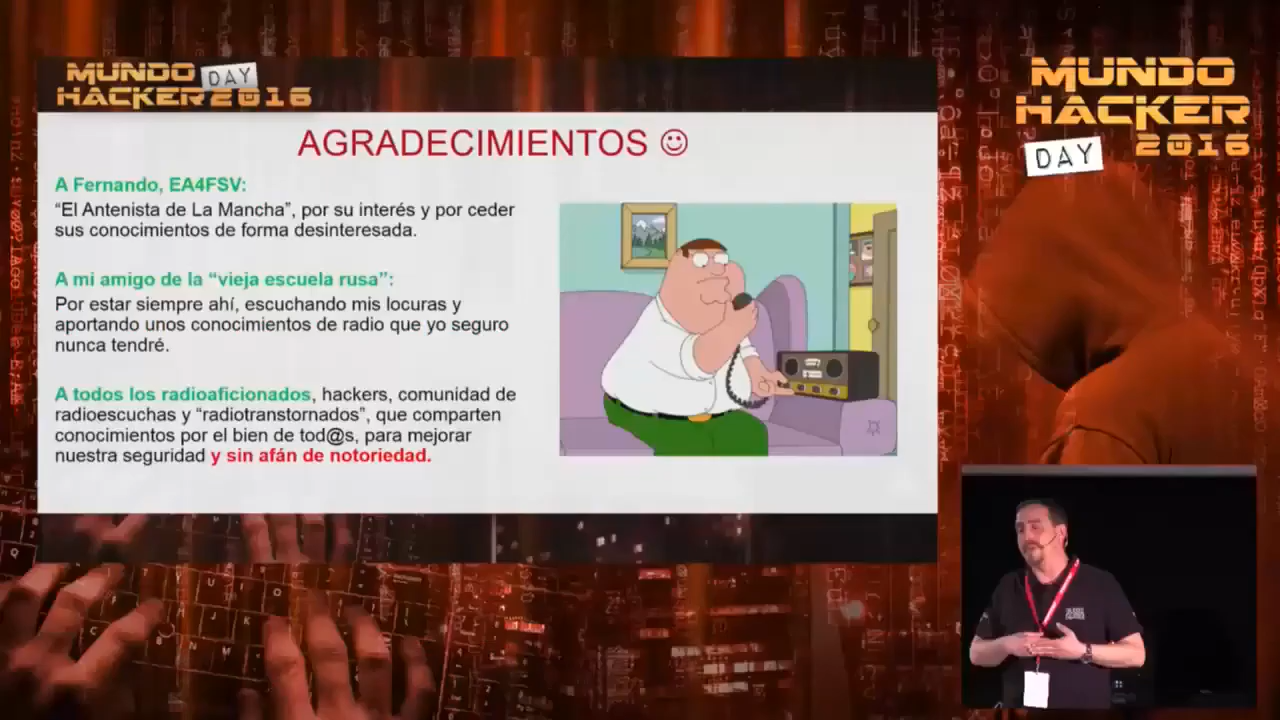 MUNDO
DAY
HACKER2016
AGRADECIMIENTOS ☺
A Fernando, EA4FSV:
“El Antenista de La Mancha”, por su interés y por ceder
sus conocimientos de forma desinteresada.
A mi amigo de la “vieja escuela rusa”:
Por estar siempre ahí, escuchando mis locuras y
aportando unos conocimientos de radio que yo seguro
nunca tendré.
A todos los radioaficionados, hackers, comunidad de
radioescuchas y “radiotranstornados”, que comparten
conocimientos por el bien de tod@s, para mejorar
nuestra seguridad y sin afán de notoriedad.
MUNDO
HACKER
2016
DAY